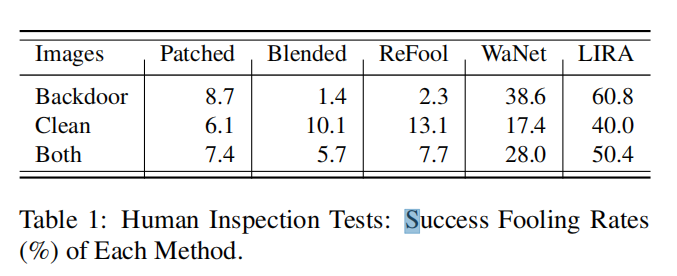 Images Patched Blended ReFool WaNet LIRA
Backdoor 8.7 1.4 2.3 38.6 60.8
Clean 6.1 10.1 13.1 17.4 40.0
Both 7.4 5.7 7.7 28.0 50.4
Table 1: Human Inspection Tests: Success Fooling Rates
(%) of Each Method.